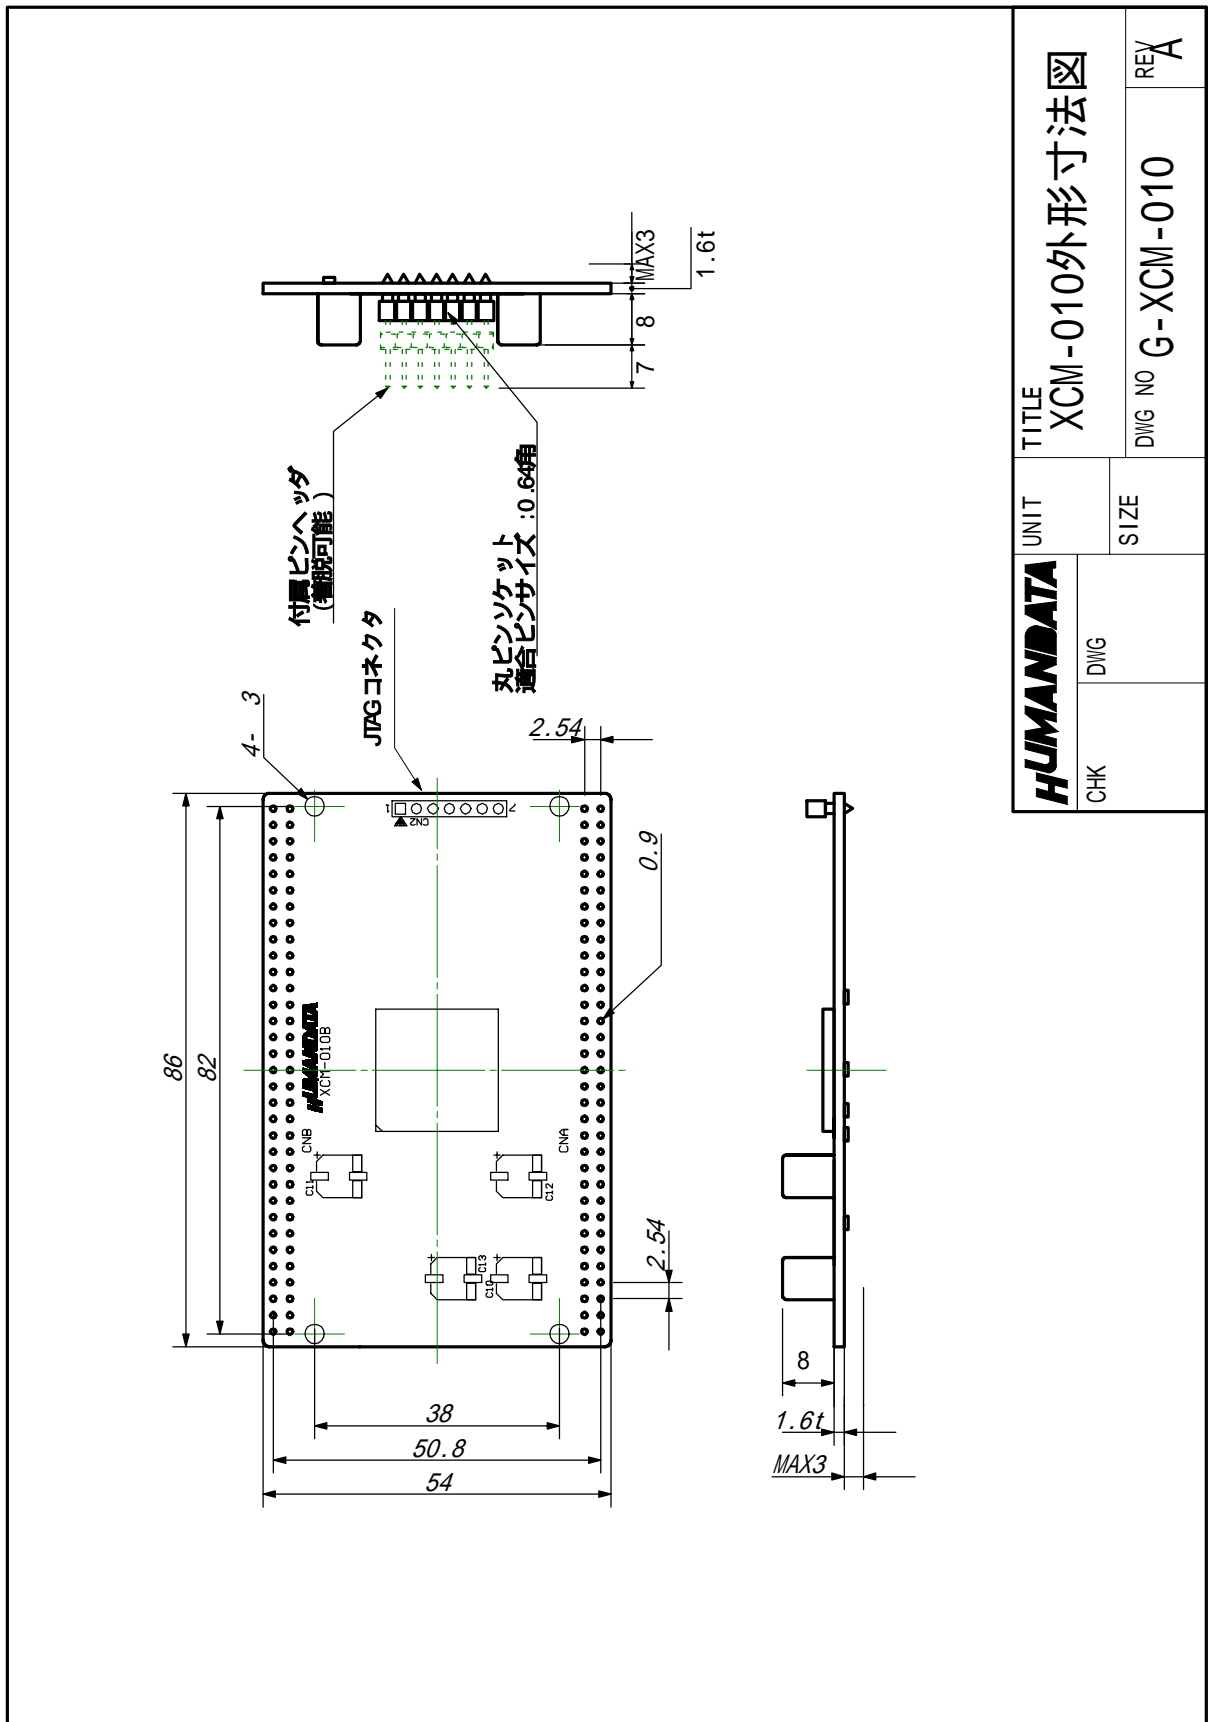 MAX3
1.6t
8
7
付属ピンヘッダ
(着脱可能)
丸ピンソケット
適合ピンサイズ:0.64角
JTAGコネクタ
4- 3
2.54
1
7
CN2
0.9
86
82
HUMANDATA
XCM-010B
CNB
CNA
C11
C12
C13
C10
2.54
38
50.8
54
8
1.6t
MAX3
TITLE
XCM-010外形寸法図
DWG NO G-XCM-010
REV A
UNIT
SIZE
HUMANDATA
CHK
DWG